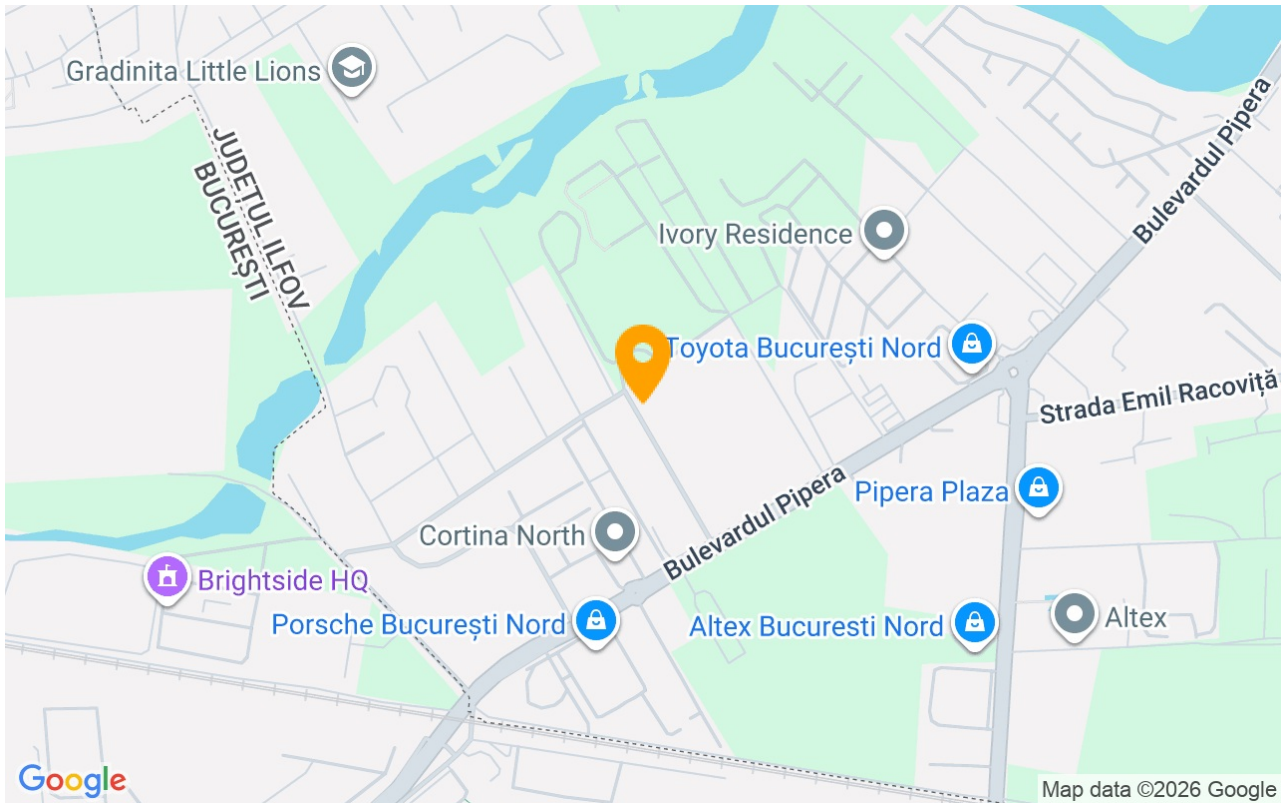 Gradinita Little Lions
JUDEȚUL ILFOV
BUCUREȘTI
Bulevardul Pipera
Ivory Residence
Toyota București Nord
Strada Emil Racoviță
Bulevardul Pipera
Pipera Plaza
Cortina North
Brightside HQ
Porsche București Nord
Altex Bucuresti Nord
Altex
Google
Map data ©2026 Google